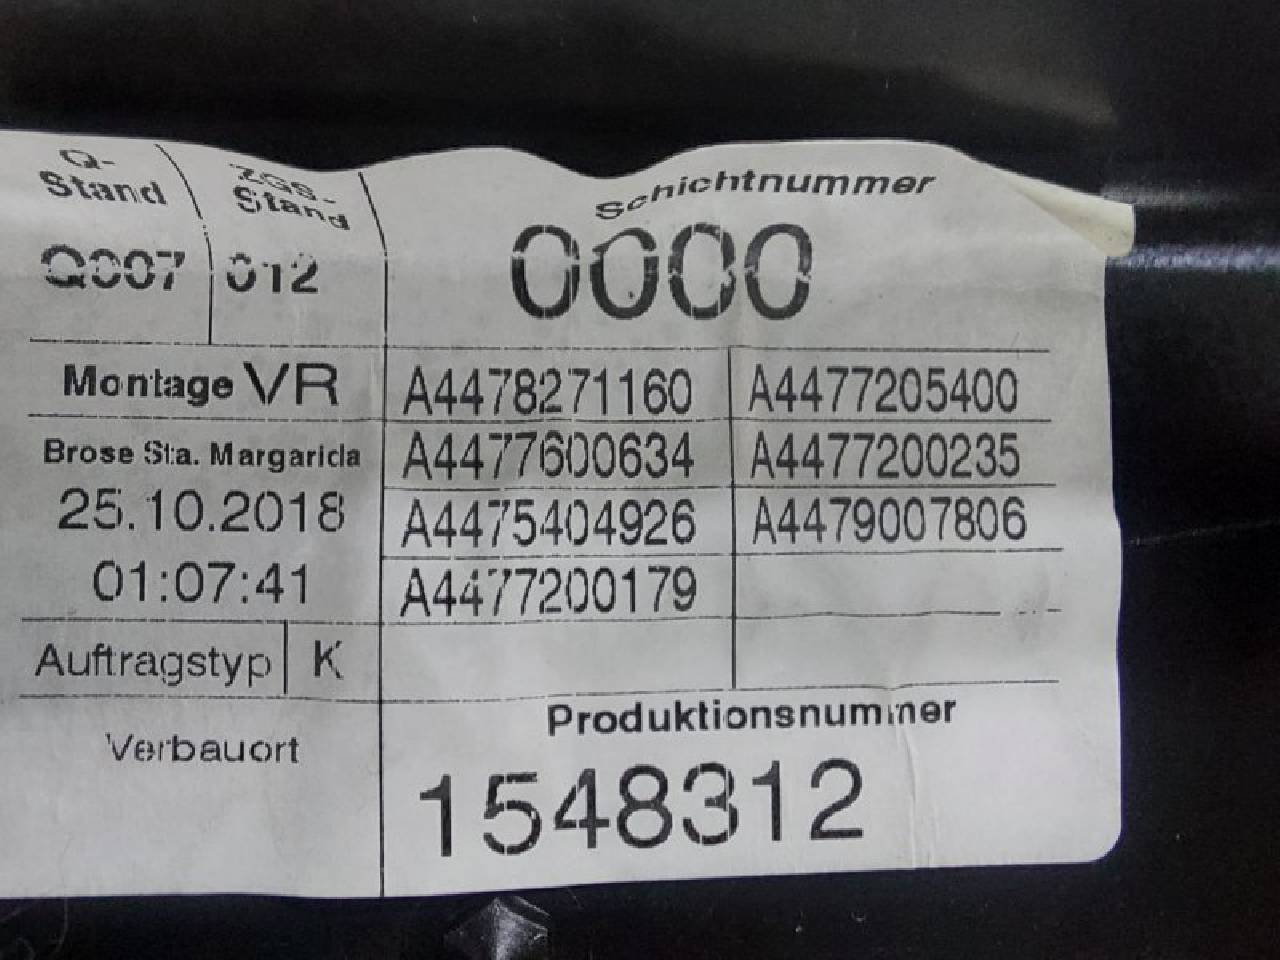 Q-Stand
ZGS-Stand
Schichtnummer
Q007
012
0000
Montage VR
A4478271160
A4477205400
Brose Sta. Margarida
A4477600634
A4477200235
25.10.2018
A4475404926
A4479007806
01:07:41
A4477200179
Auftragstyp
K
Verbauort
Produktionsnummer
1548312